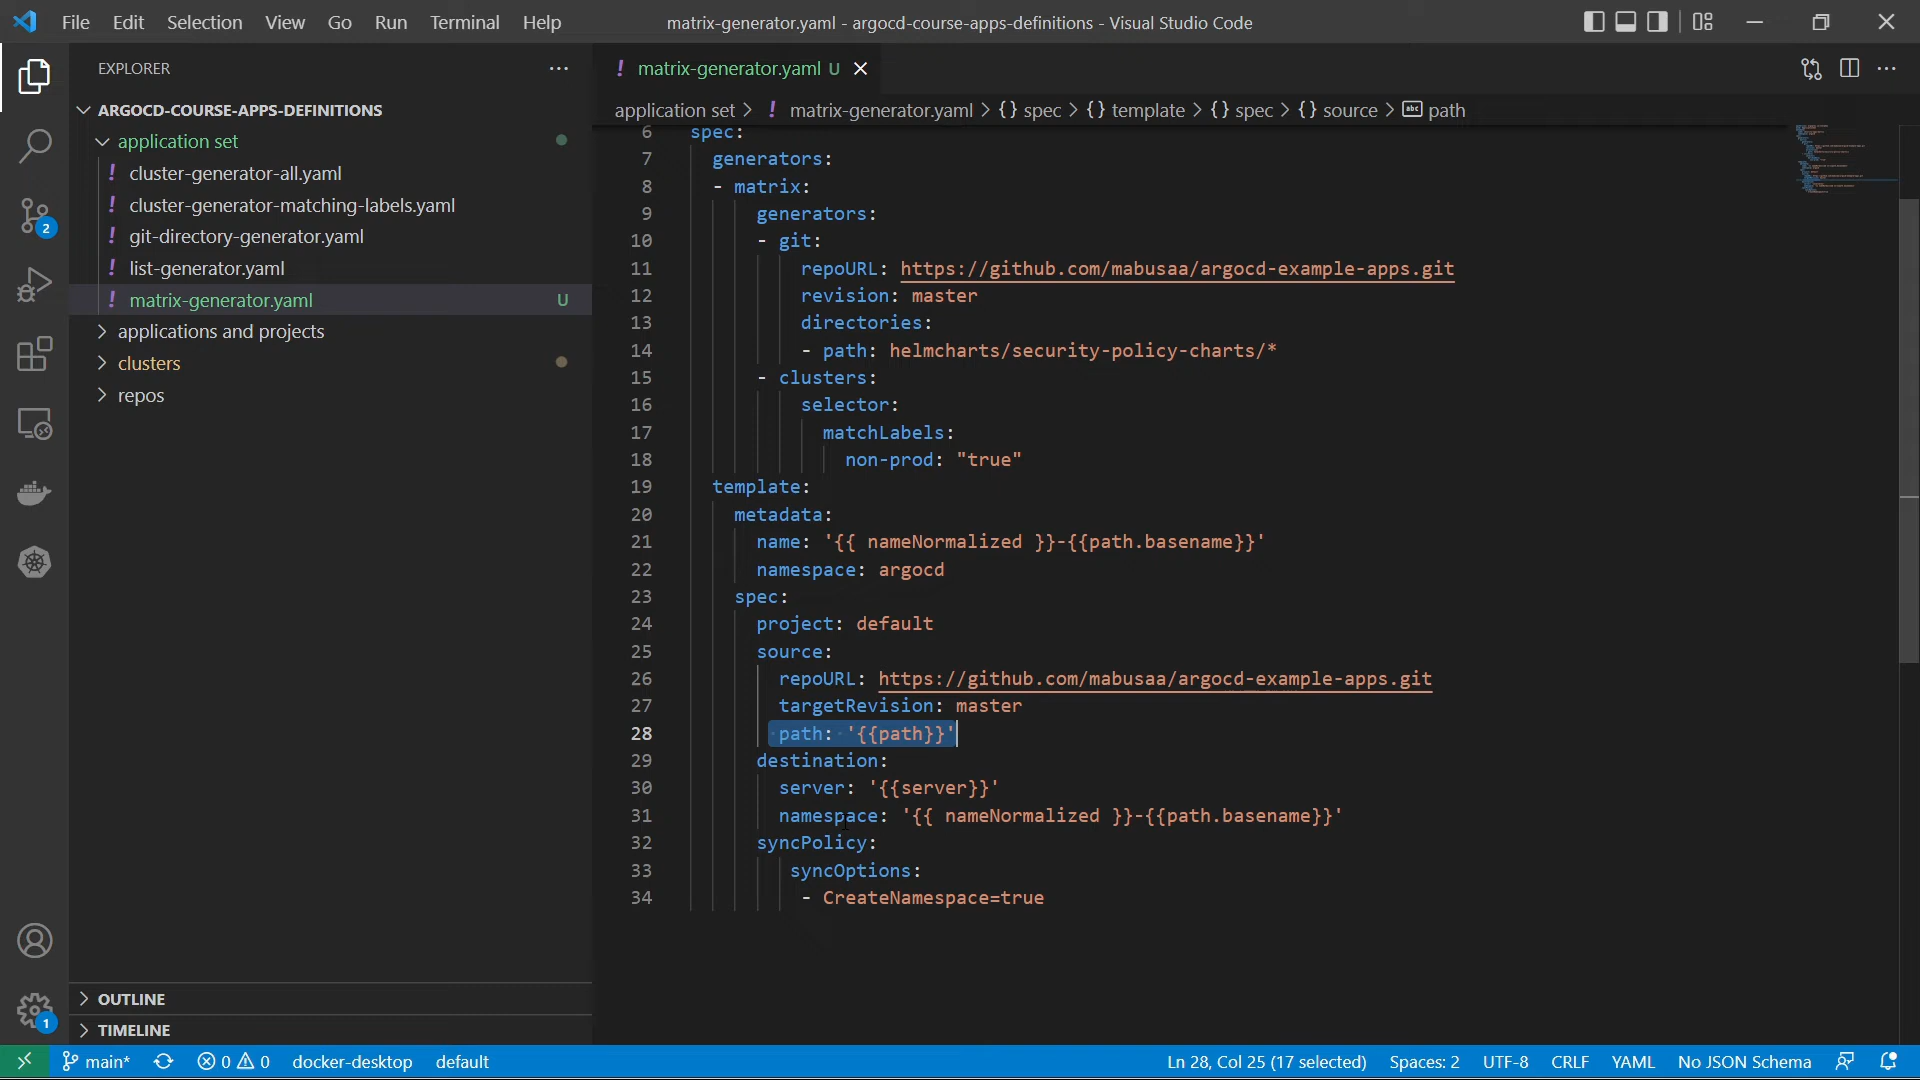 File Edit Selection View Go Run Terminal Help
matrix-generator.yaml - argocd-course-apps-definitions - Visual Studio Code
EXPLORER
ARGOCD-COURSE-APPS-DEFINITIONS
application set
! cluster-generator-all.yaml
! cluster-generator-matching-labels.yaml
! git-directory-generator.yaml
! list-generator.yaml
! matrix-generator.yaml U
applications and projects
clusters
repos
OUTLINE
TIMELINE
2
1
! matrix-generator.yaml U
application set > ! matrix-generator.yaml > {} spec > {} template > {} spec > {} source > abc path
6 spec:
7 generators:
8 - matrix:
9 generators:
10 - git:
11 repoURL: https://github.com/mabusaa/argocd-example-apps.git
12 revision: master
13 directories:
14 - path: helmcharts/security-policy-charts/*
15 - clusters:
16 selector:
17 matchLabels:
18 non-prod: "true"
19 template:
20 metadata:
21 name: '{{ nameNormalized }}-{{path.basename}}'
22 namespace: argocd
23 spec:
24 project: default
25 source:
26 repoURL: https://github.com/mabusaa/argocd-example-apps.git
27 targetRevision: master
28 path: '{{path}}'
29 destination:
30 server: '{{server}}'
31 namespace: '{{ nameNormalized }}-{{path.basename}}'
32 syncPolicy:
33 syncOptions:
34 - CreateNamespace=true
main* 0 0 docker-desktop default
Ln 28, Col 25 (17 selected) Spaces: 2 UTF-8 CRLF YAML No JSON Schema